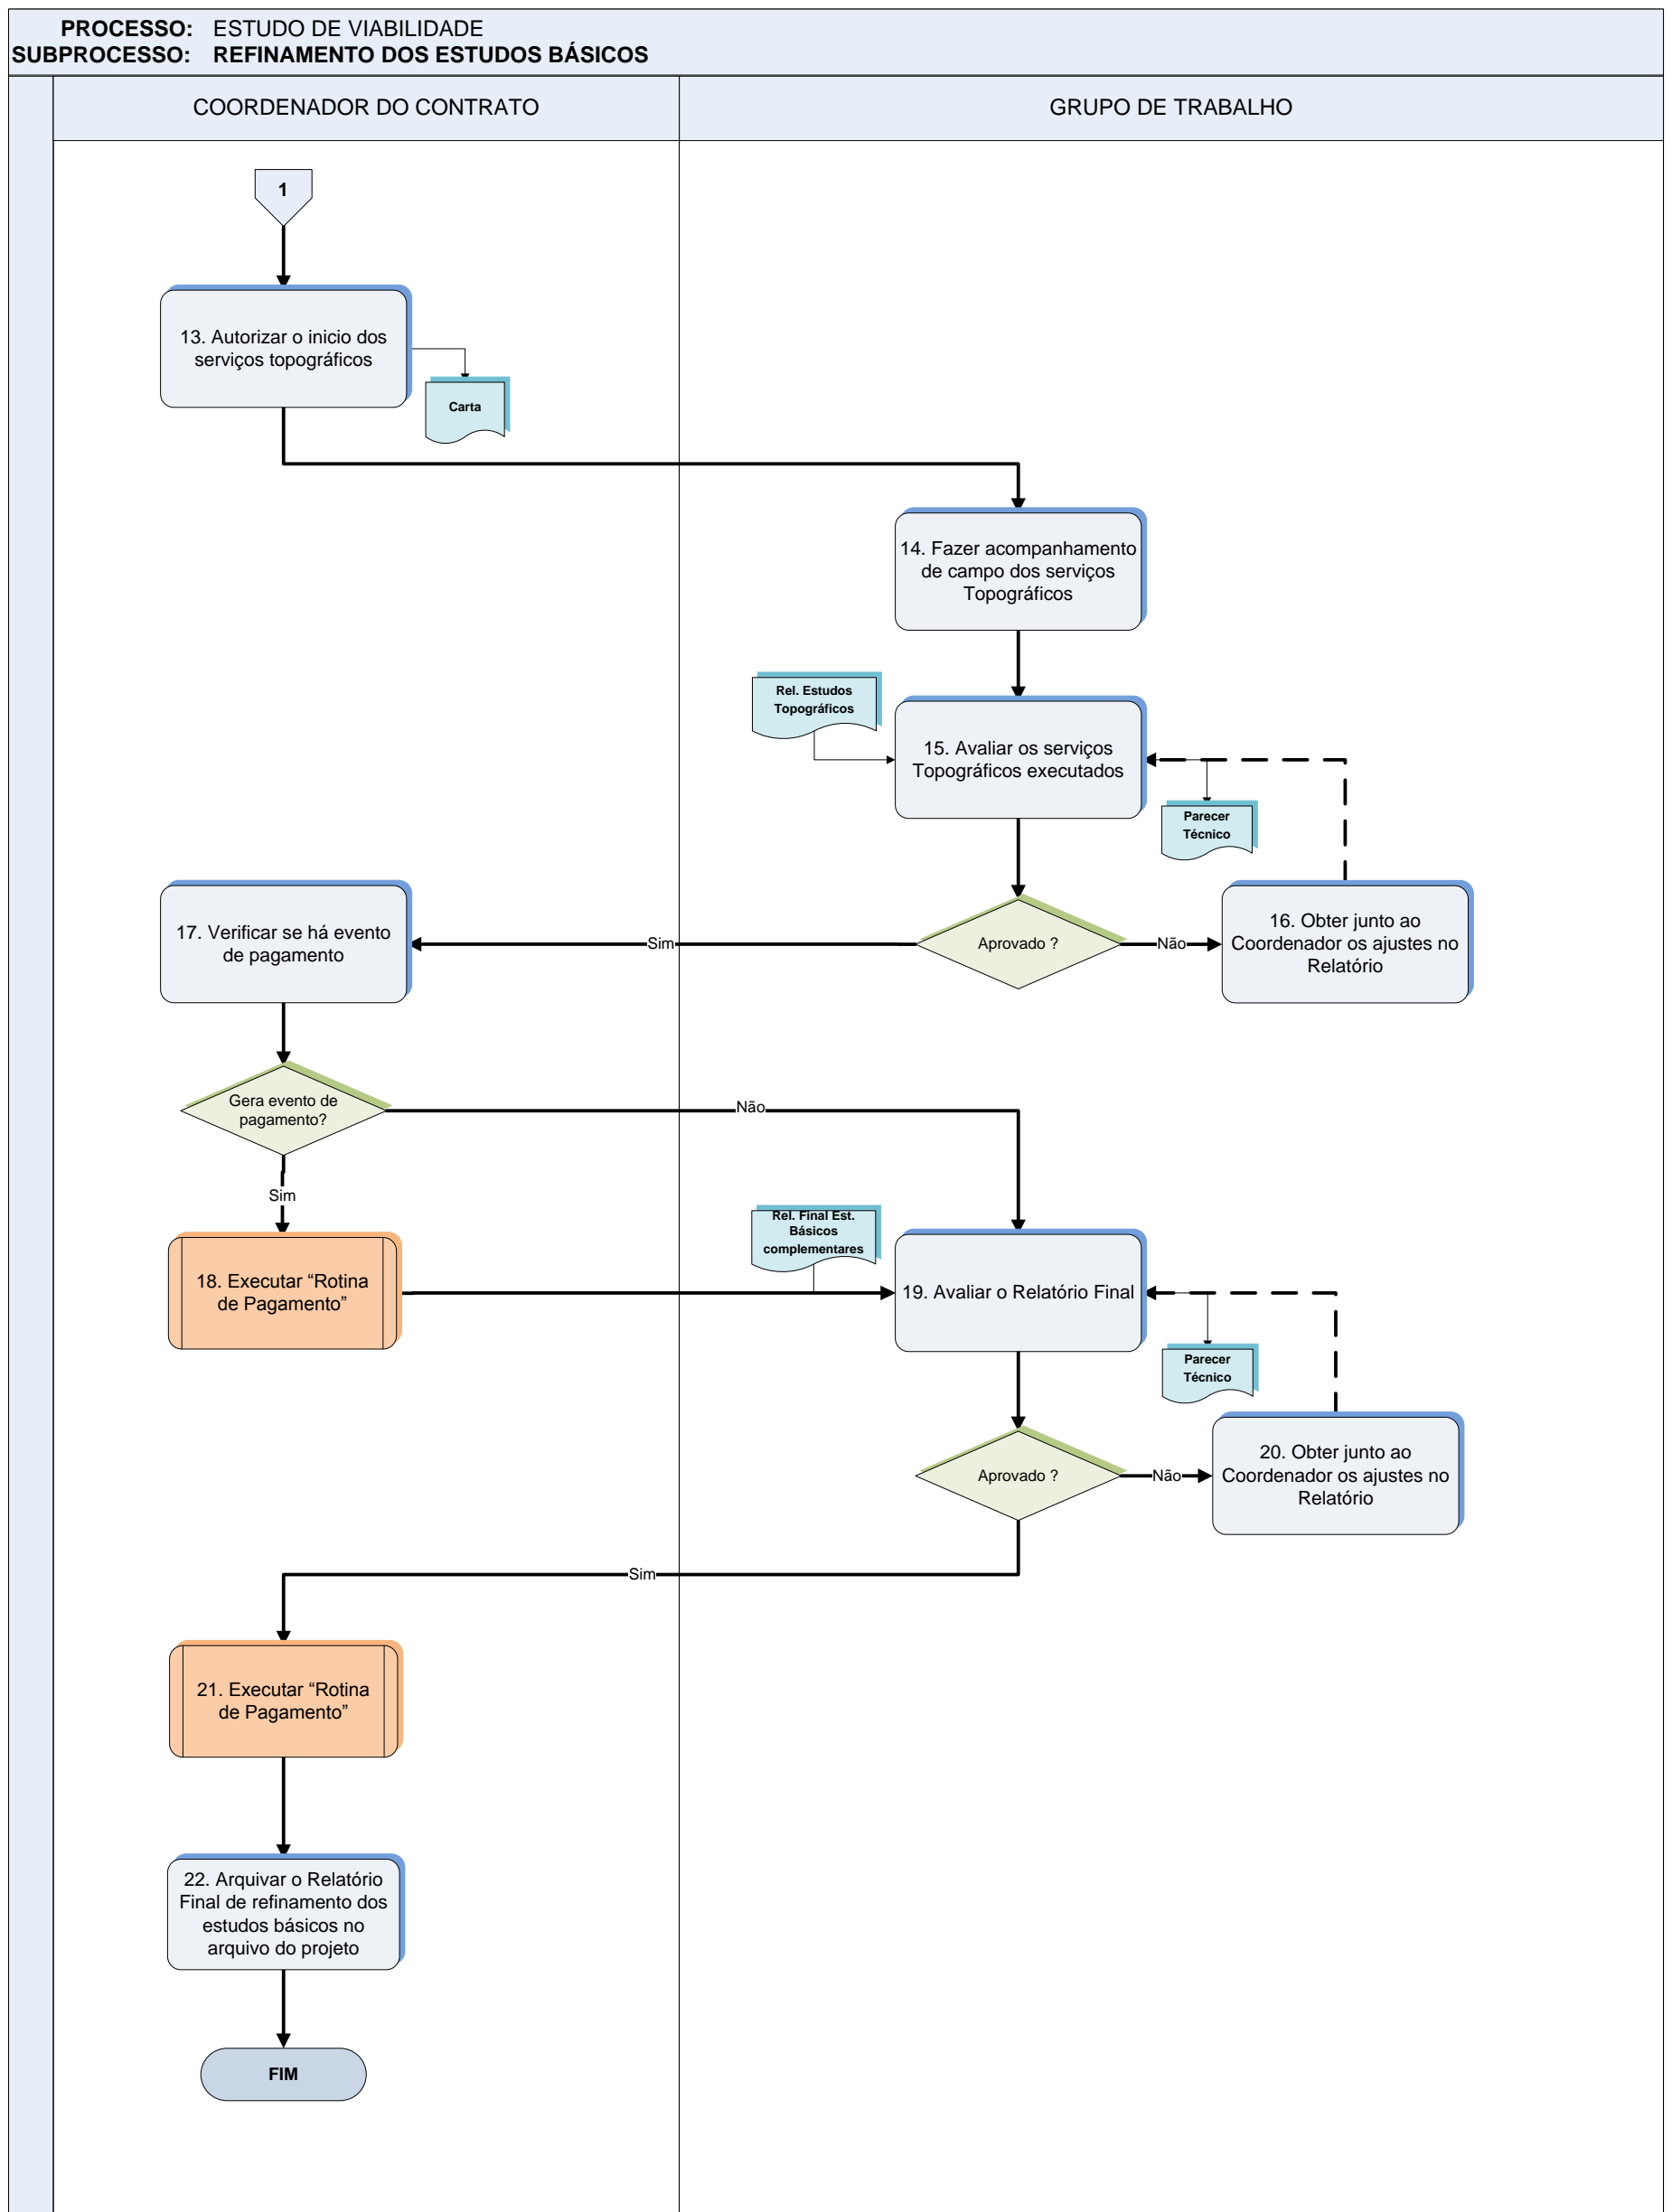 PROCESSO: ESTUDO DE VIABILIDADE
SUBPROCESSO: REFINAMENTO DOS ESTUDOS BÁSICOS
COORDENADOR DO CONTRATO
GRUPO DE TRABALHO
1
13. Autorizar o inicio dos
serviços topográficos
Carta
14. Fazer acompanhamento
de campo dos serviços
Topográficos
Rel. Estudos
Topográficos
15. Avaliar os serviços
Topográficos executados
Parecer
Técnico
17. Verificar se há evento
de pagamento
Sim
Aprovado ?
Não
16. Obter junto ao
Coordenador os ajustes no
Relatório
Gera evento de
pagamento?
Não
Sim
Rel. Final Est.
Básicos
complementares
18. Executar “Rotina
de Pagamento”
19. Avaliar o Relatório Final
Parecer
Técnico
Aprovado ?
Não
20. Obter junto ao
Coordenador os ajustes no
Relatório
Sim
21. Executar “Rotina
de Pagamento”
22. Arquivar o Relatório
Final de refinamento dos
estudos básicos no
arquivo do projeto
FIM